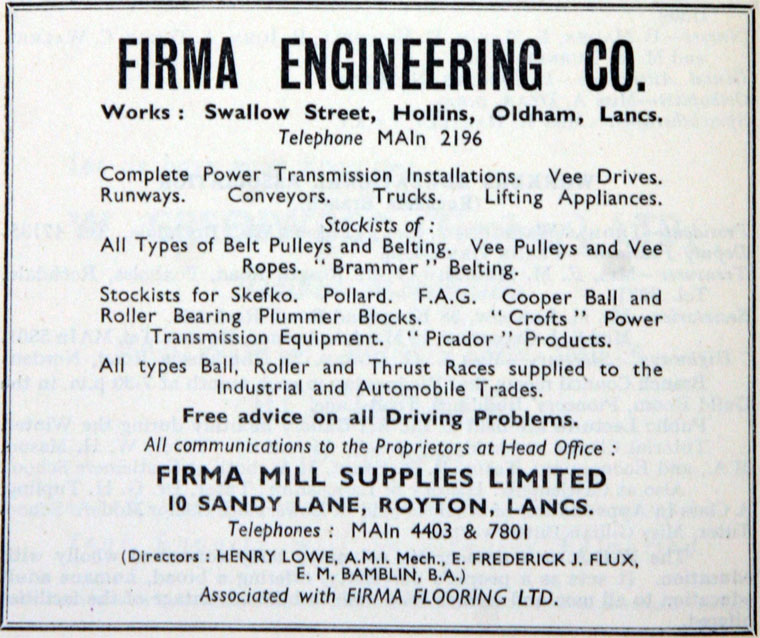 FIRMA ENGINEERING CO.
Works : Swallow Street, Hollins, Oldham, Lancs.
Telephone MAIn 2196
Complete Power Transmission Installations. Vee Drives.
Runways. Conveyors. Trucks. Lifting Appliances.
Stockists of :
All Types of Belt Pulleys and Belting. Vee Pulleys and Vee
Ropes. "Brammer" Belting.
Stockists for Skefko. Pollard. F.A.G. Cooper Ball and
Roller Bearing Plummer Blocks. "Crofts" Power
Transmission Equipment. "Picador" Products.
All types Ball, Roller and Thrust Races supplied to the
Industrial and Automobile Trades.
Free advice on all Bearing Problems
All communications to the Proprietors at Head Office :
FIRMA MILL SUPPLIES LIMITED
SANDY LANE, ROYTON, LANCS.
Telephones : MAIn 4403 & 7801
(Directors : HENRY LOWE, A.M.I. Mech., E. FREDERICK J. FLUX,
E. M. BAMBLIN, B.A.)
Associated with FIRMA FLOORING LTD.